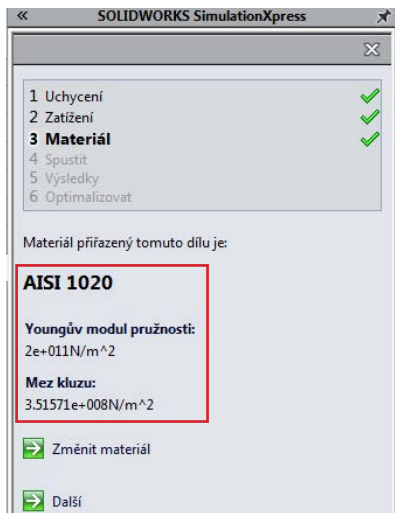 SOLIDWORKS SimulationXpress
1 Uchycení
2 Zatížení
3 Materiál
4 Spustit
5 Výsledky
6 Optimalizovat
Materiál přiřazený tomuto dílu je:
AISI 1020
Youngův modul pružnosti:
2e+011N/m^2
Mez kluzu:
3.51571e+008N/m^2
Změnit materiál
Další